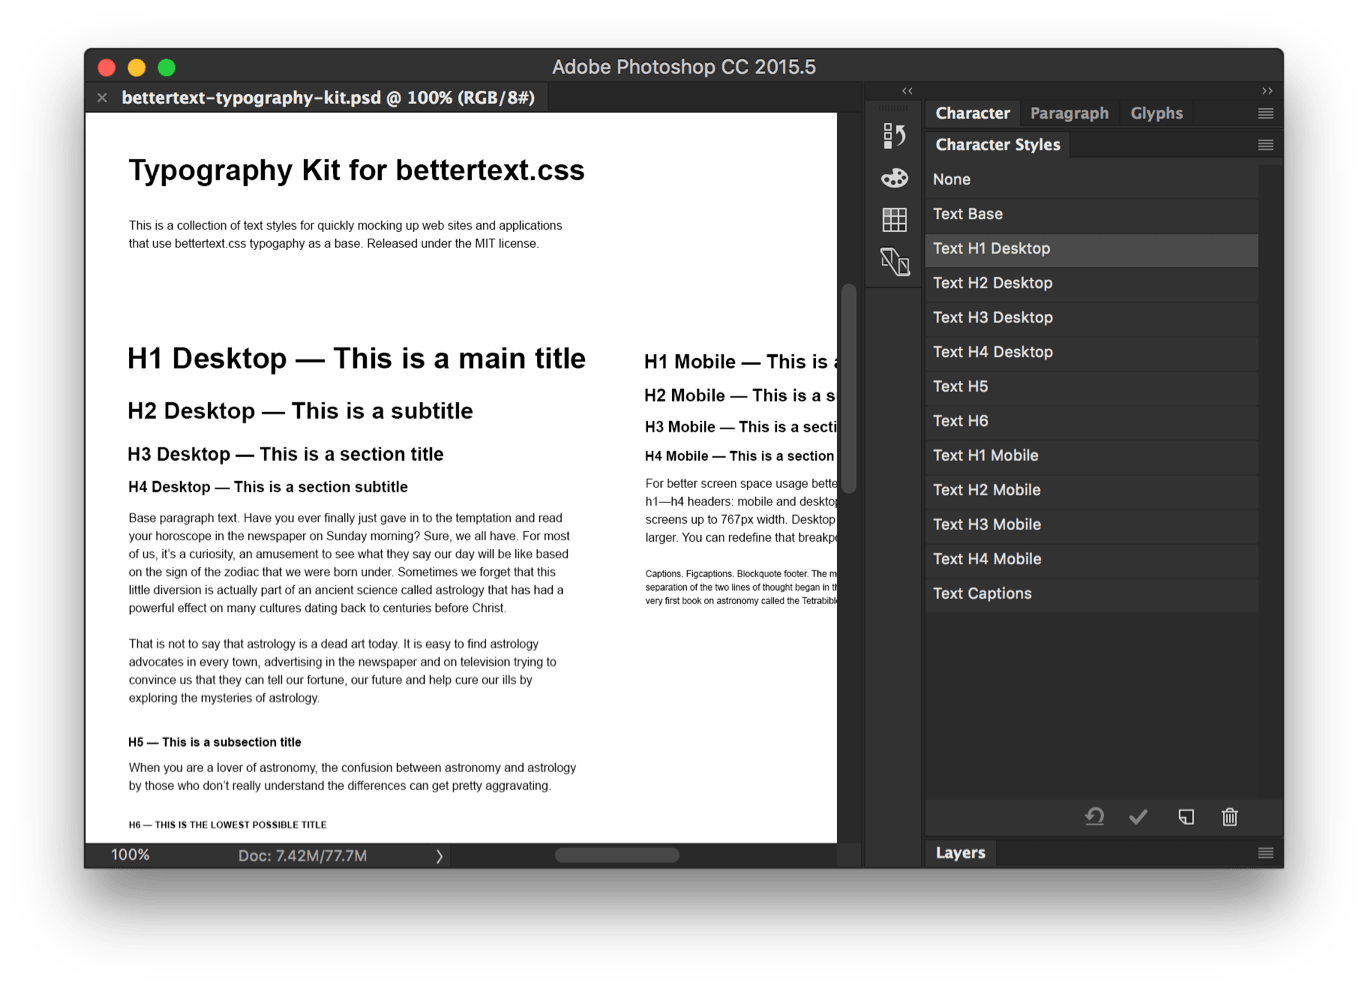 Adobe Photoshop CC 2015.5
bettertext-typography-kit.psd @ 100% (RGB/8#)
Typography Kit for bettertext.css
This is a collection of text styles for quickly mocking up web sites and applications
that use bettertext.css typogaphy as a base. Released under the MIT license.
H1 Desktop — This is a main title
H2 Desktop — This is a subtitle
H3 Desktop — This is a section title
H4 Desktop — This is a section subtitle
Base paragraph text. Have you ever finally just gave in to the temptation and read
your horoscope in the newspaper on Sunday morning? Sure, we all have. For most
of us, it's a curiosity, an amusement to see what they say our day will be like based
on the sign of the zodiac that we were born under. Sometimes we forget that this
little diversion is actually part of an ancient science called astrology that has had a
powerful effect on many cultures dating back to centuries before Christ.
That is not to say that astrology is a dead art today. It is easy to find astrology
advocates in every town, advertising in the newspaper and on television trying to
convince us that they can tell our fortune, our future and help cure our ills by
exploring the mysteries of astrology.
H5 — This is a subsection title
When you are a lover of astronomy, the confusion between astronomy and astrology
by those who don't really understand the differences can get pretty aggravating.
H6 — THIS IS THE LOWEST POSSIBLE TITLE
H1 Mobile — This is
H2 Mobile — This is a s
H3 Mobile — This is a secti
H4 Mobile — This is a section
For better screen space usage bette
h1—h4 headers: mobile and desktop
screens up to 767px width. Desktop
larger. You can redefine that breakp
Captions. Figcaptions. Blockquote footer. The m
separation of the two lines of thought began in th
very first book on astronomy called the Tetrabibl
100%
Doc: 7.42M/77.7M
Character
Paragraph
Glyphs
Character Styles
None
Text Base
Text H1 Desktop
Text H2 Desktop
Text H3 Desktop
Text H4 Desktop
Text H5
Text H6
Text H1 Mobile
Text H2 Mobile
Text H3 Mobile
Text H4 Mobile
Text Captions
Layers